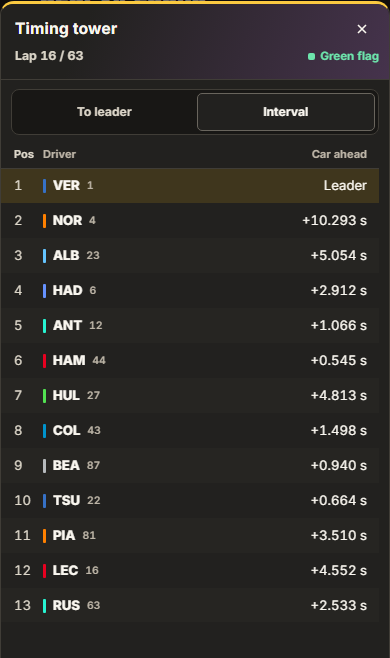 Timing tower ×
Lap 16 / 63 Green flag
To leader Interval
Pos Driver Car ahead
1 VER 1 Leader
2 NOR 4 +10.293 s
3 ALB 23 +5.054 s
4 HAD 6 +2.912 s
5 ANT 12 +1.066 s
6 HAM 44 +0.545 s
7 HUL 27 +4.813 s
8 COL 43 +1.498 s
9 BEA 87 +0.940 s
10 TSU 22 +0.664 s
11 PIA 81 +3.510 s
12 LEC 16 +4.552 s
13 RUS 63 +2.533 s